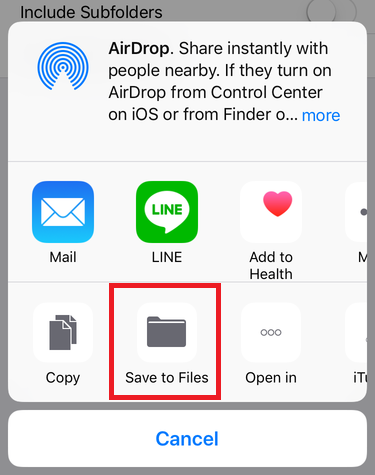 Include Subfolders
AirDrop. Share instantly with
people nearby. If they turn on
AirDrop from Control Center
on iOS or from Finder o... more
LINE
Mail
LINE
Add to
Health
M
Copy
Save to Files
Open in
iTu
Cancel